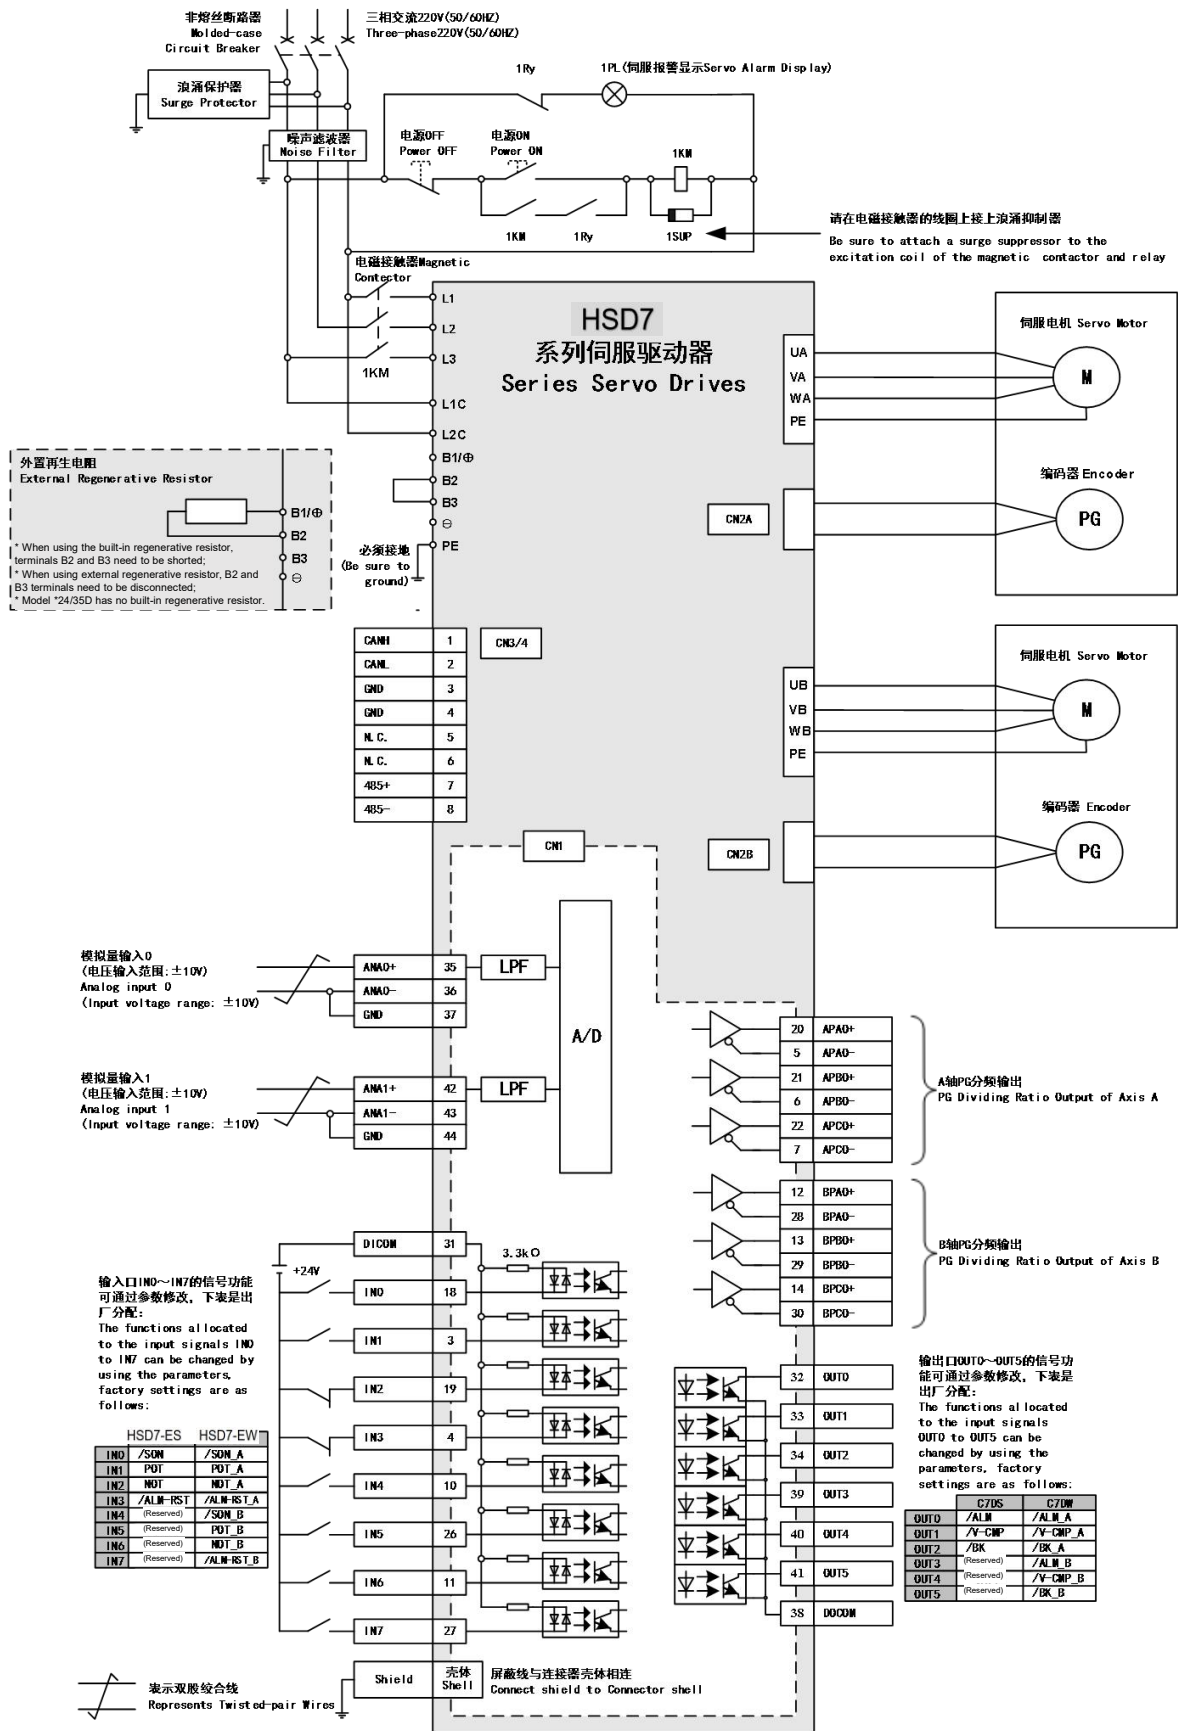 非熔丝断路器
Molded-case
Circuit Breaker
三相交流220V(50/60HZ)
Three-phase220V(50/60HZ)
浪涌保护器
Surge Protector
噪声滤波器
Noise Filter
1Ry
1PL(伺服报警显示Servo Alarm Display)
电源OFF
Power OFF
电源ON
Power ON
1KM
1KM
1Ry
1SUP
请在电磁接触器的线圈上接上浪涌抑制器
Be sure to attach a surge suppressor to the
excitation coil of the magnetic contactor and relay
电磁接触器Magnetic
Contector
1KM
L1
L2
L3
L1C
L2C
B1/⊕
B2
B3
⊖
PE
必须接地
(Be sure to
ground)
HSD7
系列伺服驱动器
Series Servo Drives
外置再生电阻
External Regenerative Resistor
B1/⊕
B2
B3
⊖
* When using the built-in regenerative resistor,
terminals B2 and B3 need to be shorted;
* When using external regenerative resistor, B2 and
B3 terminals need to be disconnected;
* Model *24/35D has no built-in regenerative resistor.
UA
VA
WA
PE
伺服电机 Servo Motor
M
CN2A
编码器 Encoder
PG
CANH 1
CANL 2
GND 3
GND 4
N.C. 5
N.C. 6
485+ 7
485- 8
CN3/4
UB
VB
WB
PE
伺服电机 Servo Motor
M
CN2B
编码器 Encoder
PG
CN1
模拟量输入0
(电压输入范围:±10V)
Analog input 0
(Input voltage range: ±10V)
ANA0+ 35
ANA0- 36
GND 37
LPF
A/D
模拟量输入1
(电压输入范围:±10V)
Analog input 1
(Input voltage range: ±10V)
ANA1+ 42
ANA1- 43
GND 44
LPF
20 APAO+
5 APAO-
21 APBO+
6 APBO-
22 APCO+
7 APCO-
A轴PG分频输出
PG Dividing Ratio Output of Axis A
12 BPAO+
28 BPAO-
13 BPBO+
29 BPBO-
14 BPCO+
30 BPCO-
B轴PG分频输出
PG Dividing Ratio Output of Axis B
DICOM 31
+24V
3.3kΩ
IN0 18
IN1 3
IN2 19
IN3 4
IN4 10
IN5 26
IN6 11
IN7 27
输入口IN0～IN7的信号功能
可通过参数修改，下表是出
厂分配：
The functions allocated
to the input signals IN0
to IN7 can be changed by
using the parameters,
factory settings are as
follows:
HSD7-ES HSD7-EW
IN0 /SON /SON_A
IN1 POT POT_A
IN2 NOT NOT_A
IN3 /ALM-RST /ALM-RST_A
IN4 (Reserved) /SON_B
IN5 (Reserved) POT_B
IN6 (Reserved) NOT_B
IN7 (Reserved) /ALM-RST_B
32 OUT0
33 OUT1
34 OUT2
39 OUT3
40 OUT4
41 OUT5
38 DOCOM
输出口OUT0～OUT5的信号功
能可通过参数修改，下表是
出厂分配：
The functions allocated
to the input signals
OUT0 to OUT5 can be
changed by using the
parameters, factory
settings are as follows:
C7DS C7DW
OUT0 /ALM /ALM_A
OUT1 /V-CMP /V-CMP_A
OUT2 /BK /BK_A
OUT3 (Reserved) /ALM_B
OUT4 (Reserved) /V-CMP_B
OUT5 (Reserved) /BK_B
Shield
壳体
Shell
屏蔽线与连接器壳体相连
Connect shield to Connector shell
表示双股绞合线
Represents Twisted-pair Wires